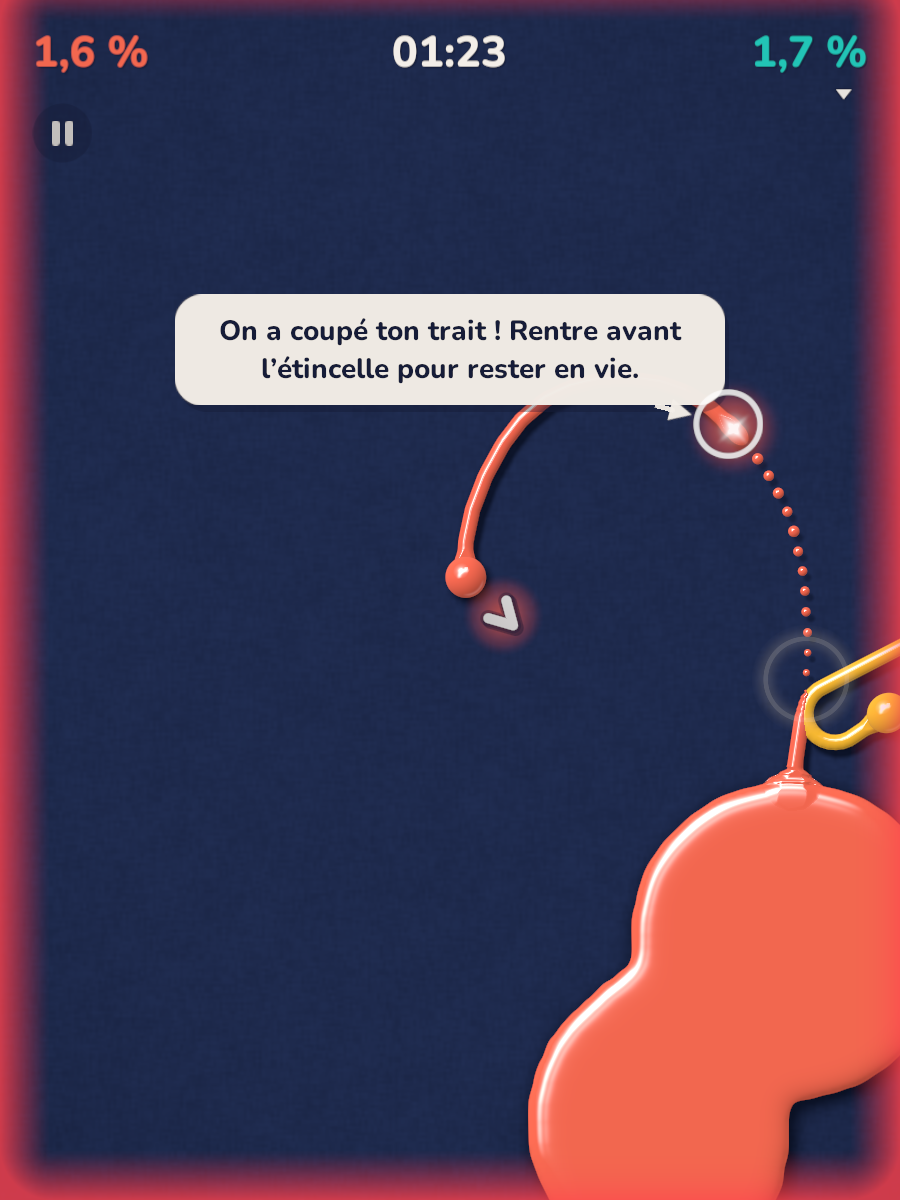 1,6 % 01:23 1,7 %
On a coupé ton trait ! Rentre avant
l’étincelle pour rester en vie.